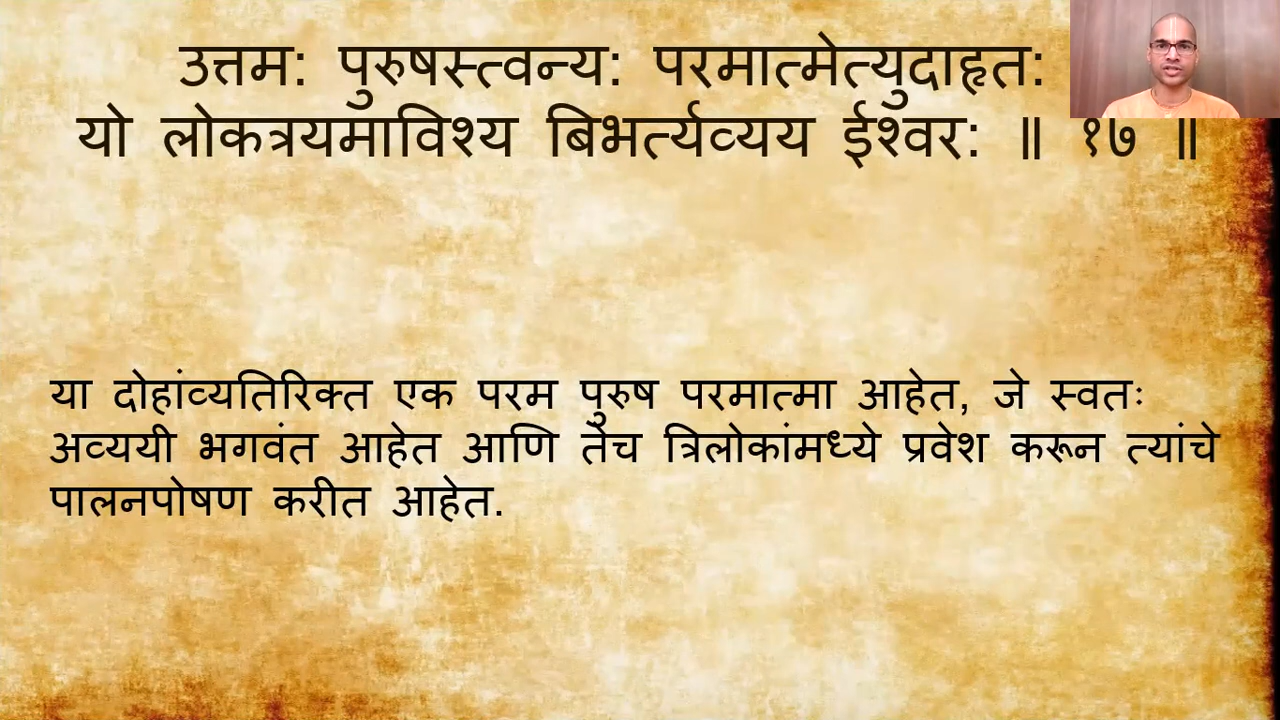 उत्तम: पुरुषस्त्वन्य: परमात्मेत्युदाहृत:
यो लोकत्रयमाविश्य बिभर्त्यव्यय ईश्वर: ॥ १७ ॥
या दोहांव्यतिरिक्त एक परम पुरुष परमात्मा आहेत, जे स्वतः
अव्ययी भगवंत आहेत आणि तेच त्रिलोकांमध्ये प्रवेश करून त्यांचे
पालनपोषण करीत आहेत.